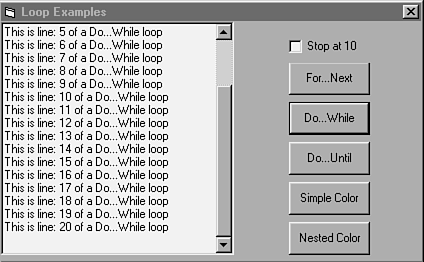 Loop Examples
This is line: 5 of a Do...While loop
This is line: 6 of a Do...While loop
This is line: 7 of a Do...While loop
This is line: 8 of a Do...While loop
This is line: 9 of a Do...While loop
This is line: 10 of a Do...While loop
This is line: 11 of a Do...While loop
This is line: 12 of a Do...While loop
This is line: 13 of a Do...While loop
This is line: 14 of a Do...While loop
This is line: 15 of a Do...While loop
This is line: 16 of a Do...While loop
This is line: 17 of a Do...While loop
This is line: 18 of a Do...While loop
This is line: 19 of a Do...While loop
This is line: 20 of a Do...While loop
Stop at 10
For...Next
Do...While
Do...Until
Simple Color
Nested Color